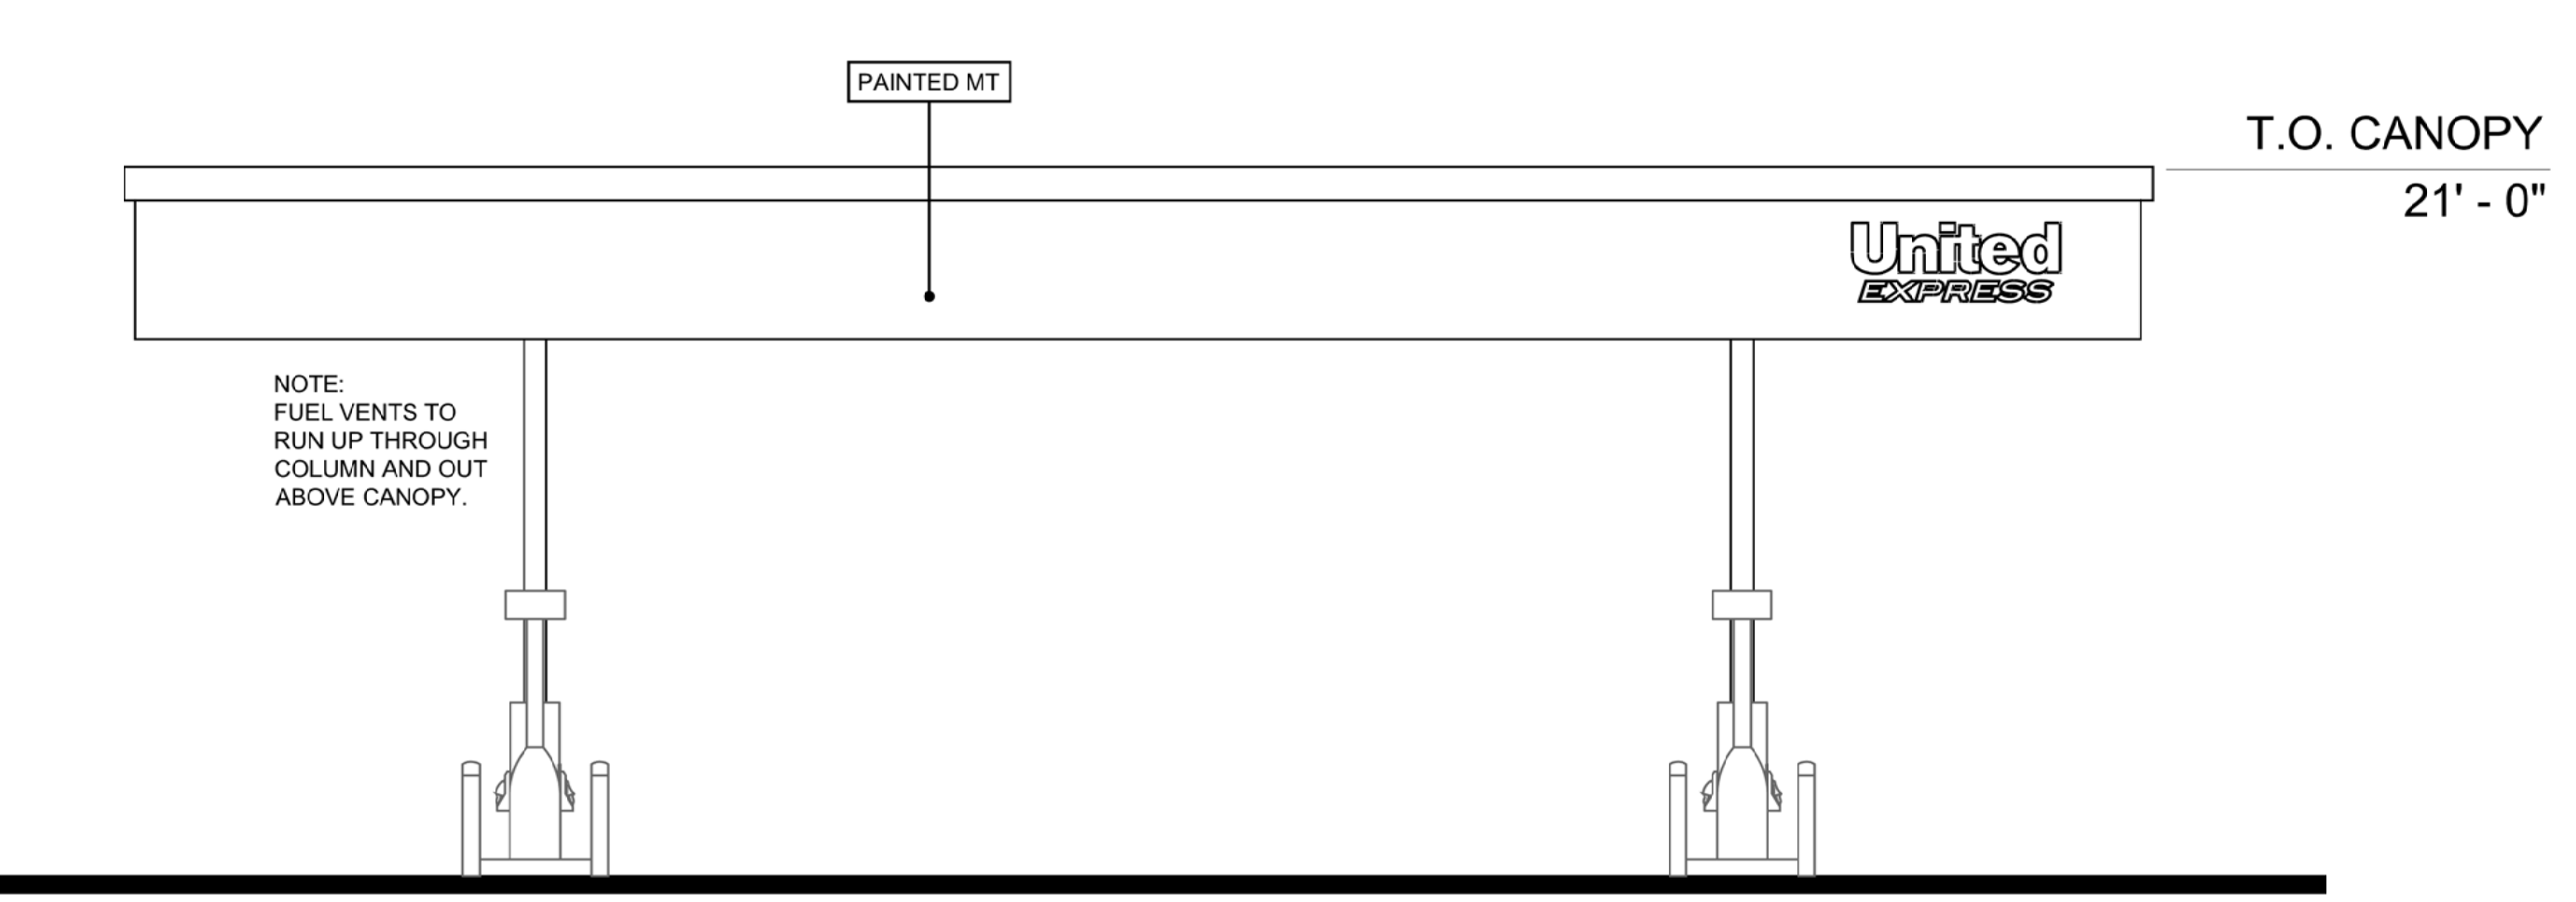 PAINTED MT
T.O. CANOPY
21' - 0"
United
EXPRESS
NOTE:
FUEL VENTS TO
RUN UP THROUGH
COLUMN AND OUT
ABOVE CANOPY.